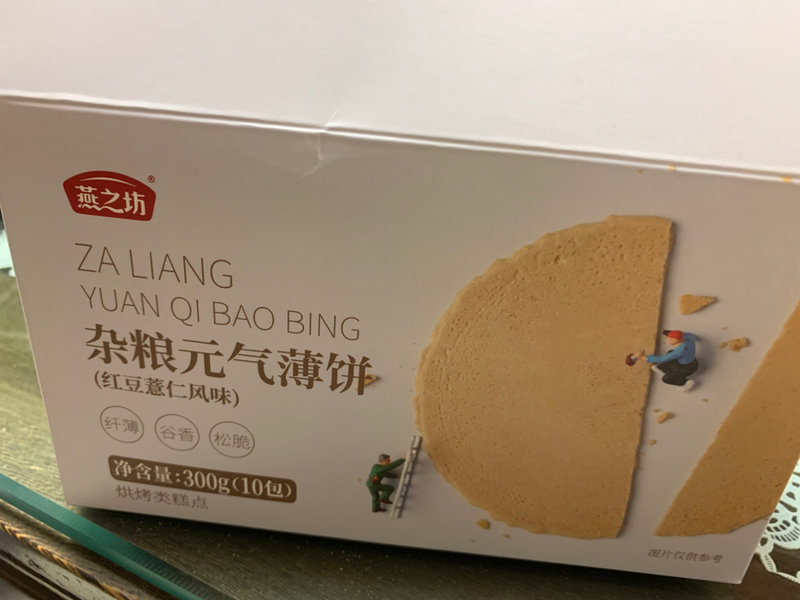 燕之坊®
ZA LIANG
YUAN QI BAO BING
杂粮元气薄饼
(红豆薏仁风味)
纤薄 谷香 松脆
净含量:300g(10包)
烘烤类糕点
图片仅供参考